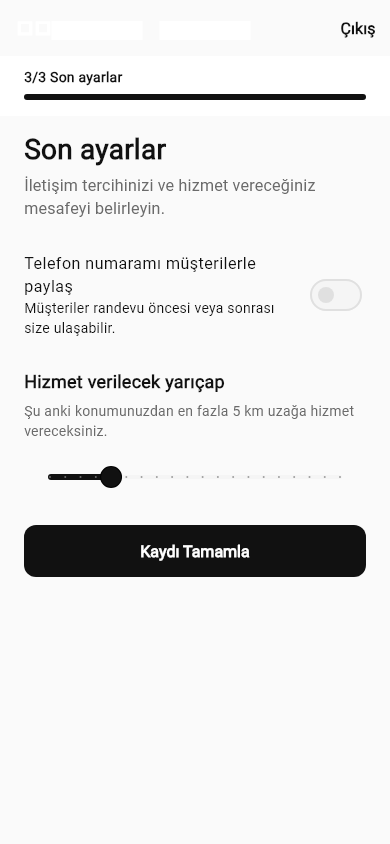 Çıkış
3/3 Son ayarlar
Son ayarlar
İletişim tercihinizi ve hizmet vereceğiniz
mesafeyi belirleyin.
Telefon numaramı müşterilerle
paylaş
Müşteriler randevu öncesi veya sonrası
size ulaşabilir.
Hizmet verilecek yarıçap
Şu anki konumunuzdan en fazla 5 km uzağa hizmet
vereceksiniz.
Kaydı Tamamla